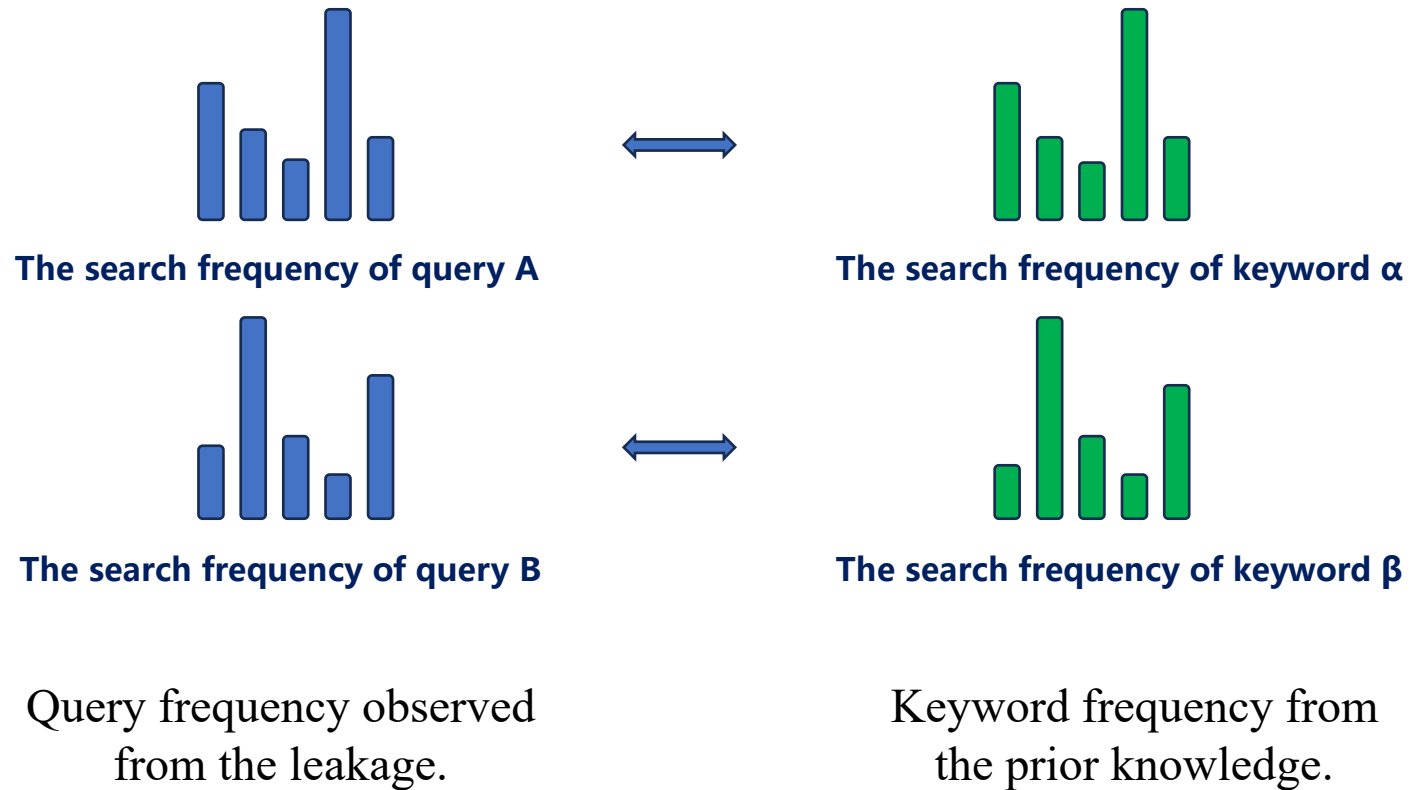 The search frequency of query A
The search frequency of keyword α
The search frequency of query B
The search frequency of keyword β
Query frequency observed
from the leakage.
Keyword frequency from
the prior knowledge.